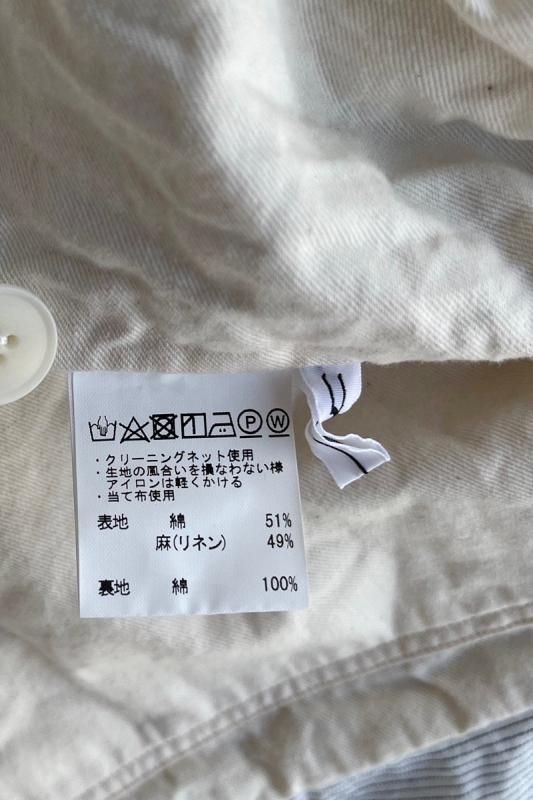 P W
・クリーニングネット使用
・生地の風合いを損なわない様
アイロンは軽くかける
・当て布使用
表地 綿 51%
麻(リネン) 49%
裏地 綿 100%